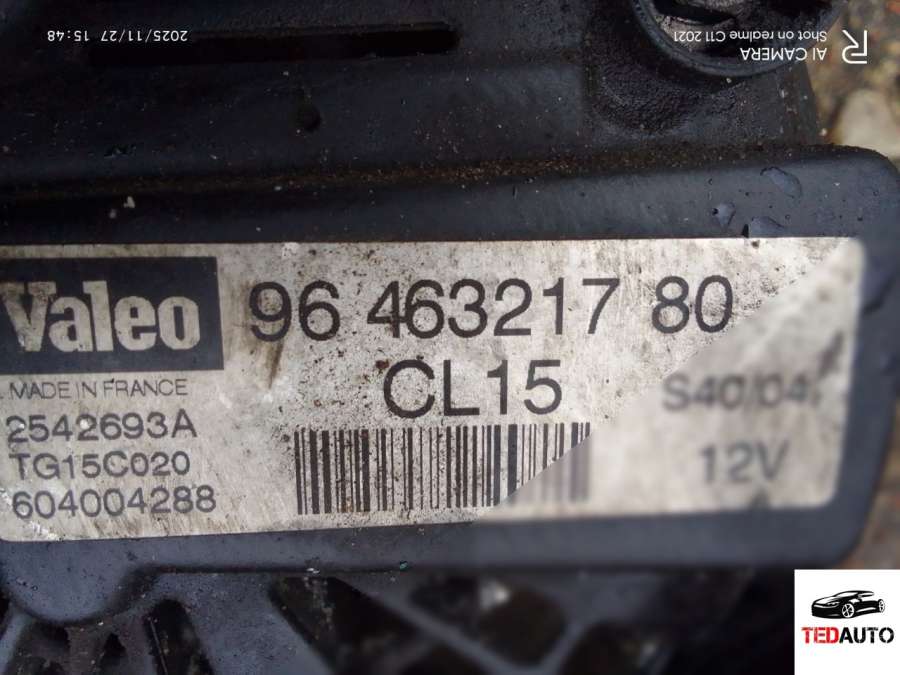 2025/11/27 15:48
AI CAMERA
Shot on realme C11 2021
Valeo
96 463217 80
CL15
MADE IN FRANCE
2542693A
TG15C020
604004288
S40/04
12V
TEDAUTO